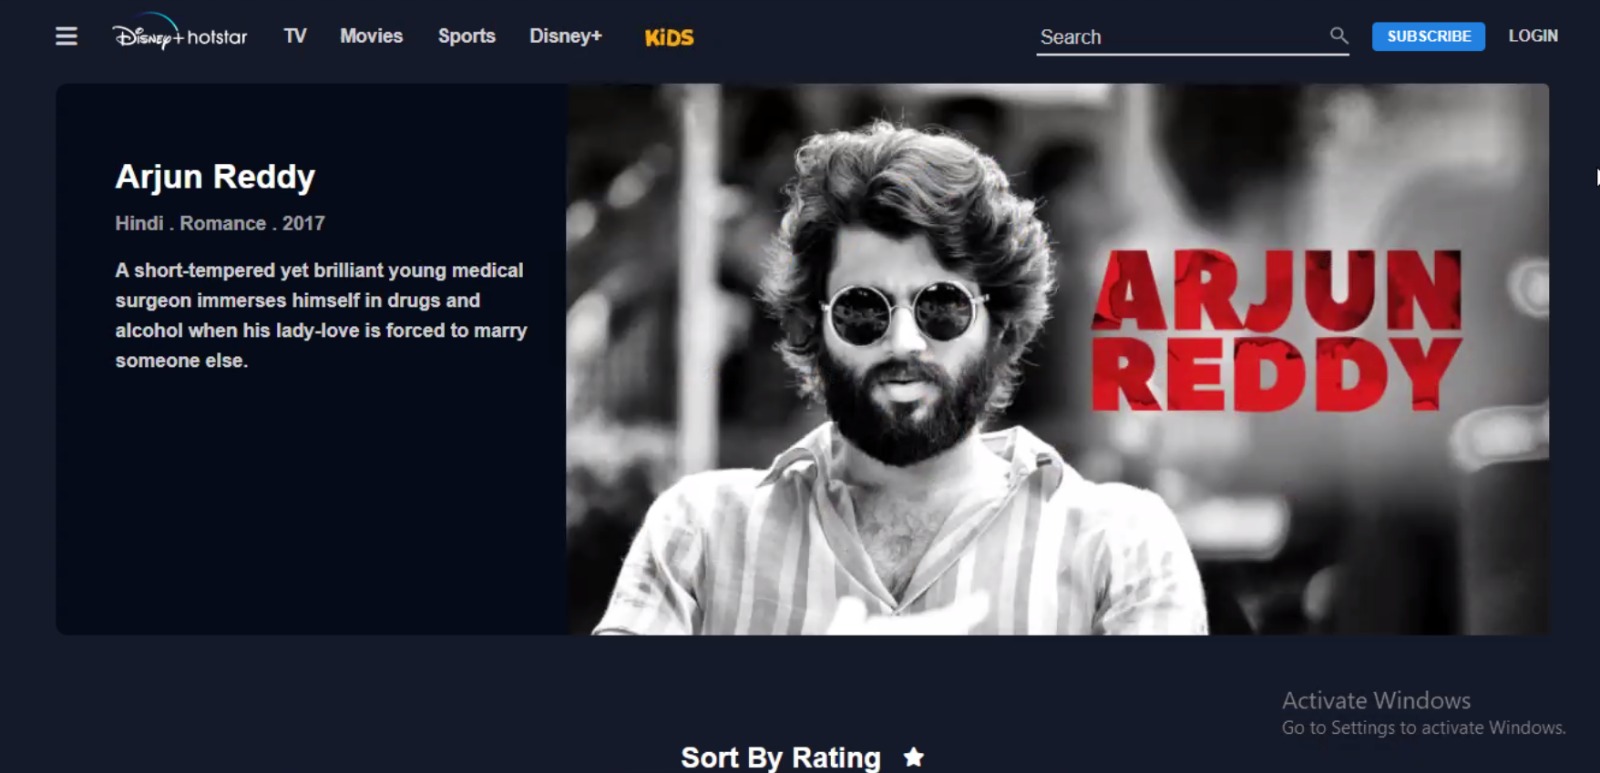 Disney+ hotstar
TV
Movies
Sports
Disney+
KiDS
Search
SUBSCRIBE
LOGIN
Arjun Reddy
Hindi . Romance . 2017
A short-tempered yet brilliant young medical
surgeon immerses himself in drugs and
alcohol when his lady-love is forced to marry
someone else.
ARJUN
REDDY
Activate Windows
Go to Settings to activate Windows.
Sort By Rating